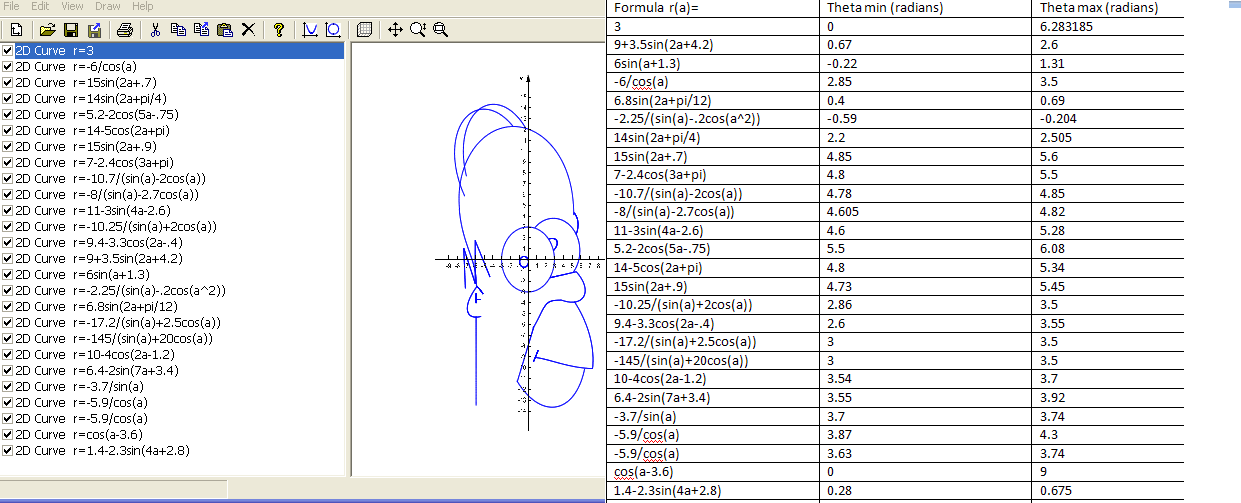 File Edit View Draw Help
2D Curve r=3
2D Curve r=-6/cos(a)
2D Curve r=15sin(2a+.7)
2D Curve r=14sin(2a+pi/4)
2D Curve r=5.2-2cos(5a-.75)
2D Curve r=14-5cos(2a+pi)
2D Curve r=15sin(2a+.9)
2D Curve r=7-2.4cos(3a+pi)
2D Curve r=-10.7/(sin(a)-2cos(a))
2D Curve r=-8/(sin(a)-2.7cos(a))
2D Curve r=11-3sin(4a-2.6)
2D Curve r=-10.25/(sin(a)+2cos(a))
2D Curve r=9.4-3.3cos(2a-.4)
2D Curve r=9+3.5sin(2a+4.2)
2D Curve r=6sin(a+1.3)
2D Curve r=-2.25/(sin(a)-.2cos(a^2))
2D Curve r=6.8sin(2a+pi/12)
2D Curve r=-17.2/(sin(a)+2.5cos(a))
2D Curve r=-145/(sin(a)+20cos(a))
2D Curve r=10-4cos(2a-1.2)
2D Curve r=6.4-2sin(7a+3.4)
2D Curve r=-3.7/sin(a)
2D Curve r=-5.9/cos(a)
2D Curve r=-5.9/cos(a)
2D Curve r=cos(a-3.6)
2D Curve r=1.4-2.3sin(4a+2.8)
Formula r(a)= Theta min (radians) Theta max (radians)
3 0 6.283185
9+3.5sin(2a+4.2) 0.67 2.6
6sin(a+1.3) -0.22 1.31
-6/cos(a) 2.85 3.5
6.8sin(2a+pi/12) 0.4 0.69
-2.25/(sin(a)-.2cos(a^2)) -0.59 -0.204
14sin(2a+pi/4) 2.2 2.505
15sin(2a+.7) 4.85 5.6
7-2.4cos(3a+pi) 4.8 5.5
-10.7/(sin(a)-2cos(a)) 4.78 4.85
-8/(sin(a)-2.7cos(a)) 4.605 4.82
11-3sin(4a-2.6) 4.6 5.28
5.2-2cos(5a-.75) 5.5 6.08
14-5cos(2a+pi) 4.8 5.34
15sin(2a+.9) 4.73 5.45
-10.25/(sin(a)+2cos(a)) 2.86 3.5
9.4-3.3cos(2a-.4) 2.6 3.55
-17.2/(sin(a)+2.5cos(a)) 3 3.5
-145/(sin(a)+20cos(a)) 3 3.5
10-4cos(2a-1.2) 3.54 3.7
6.4-2sin(7a+3.4) 3.55 3.92
-3.7/sin(a) 3.7 3.74
-5.9/cos(a) 3.87 4.3
-5.9/cos(a) 3.63 3.74
cos(a-3.6) 0 9
1.4-2.3sin(4a+2.8) 0.28 0.675